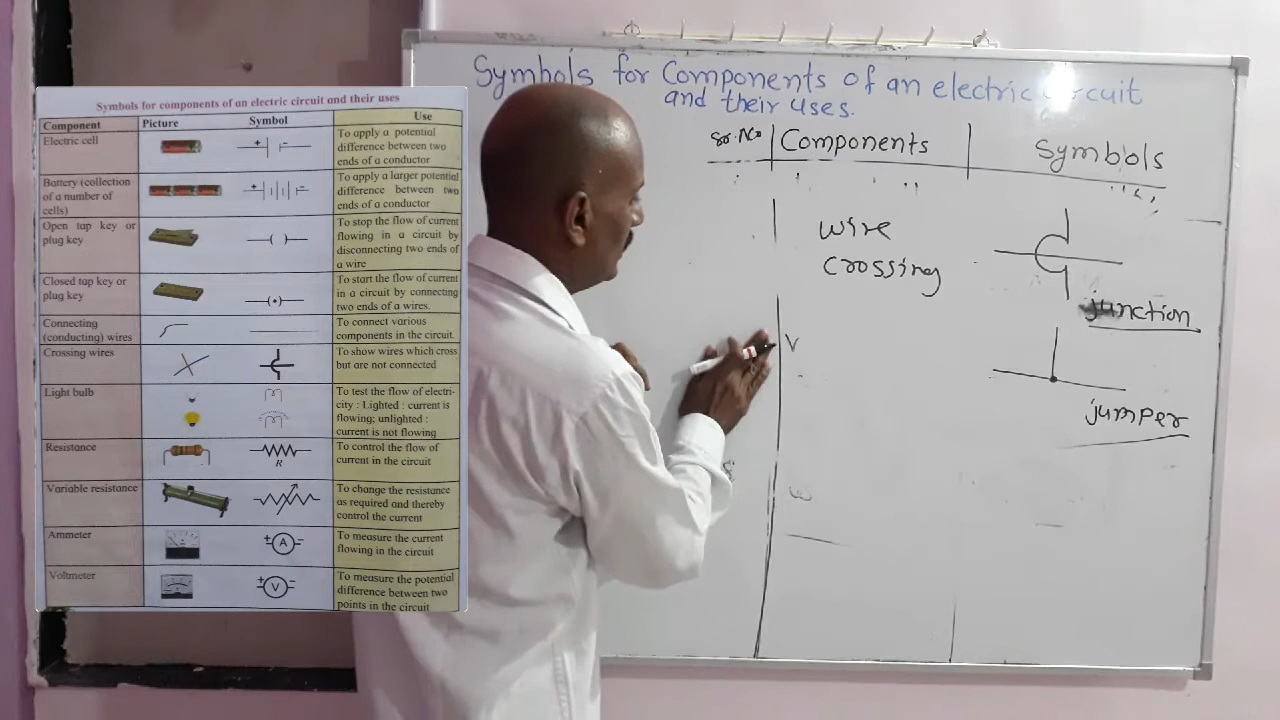 Symbols for Components of an electric circuit
and their uses.
Sr. No Components Symbols
wire
crossing
junction
jumper
V
Symbols for components of an electric circuit and their uses
Component Picture Symbol Use
Electric cell
To apply a potential
difference between two
ends of a conductor
Battery (collection
of a number of
cells)
To apply a larger potential
difference between two
ends of a conductor
Open tap key or
plug key
To stop the flow of current
flowing in a circuit by
disconnecting two ends of
a wire
Closed tap key or
plug key
To start the flow of current
in a circuit by connecting
two ends of a wires.
Connecting
(conducting) wires
To connect various
components in the circuit.
Crossing wires
To show wires which cross
but are not connected
Light bulb
To test the flow of electri-
city : Lighted : current is
flowing; unlighted :
current is not flowing
Resistance
R
To control the flow of
current in the circuit
Variable resistance
To change the resistance
as required and thereby
control the current
Ammeter
+ A -
To measure the current
flowing in the circuit
Voltmeter
+ V -
To measure the potential
difference between two
points in the circuit